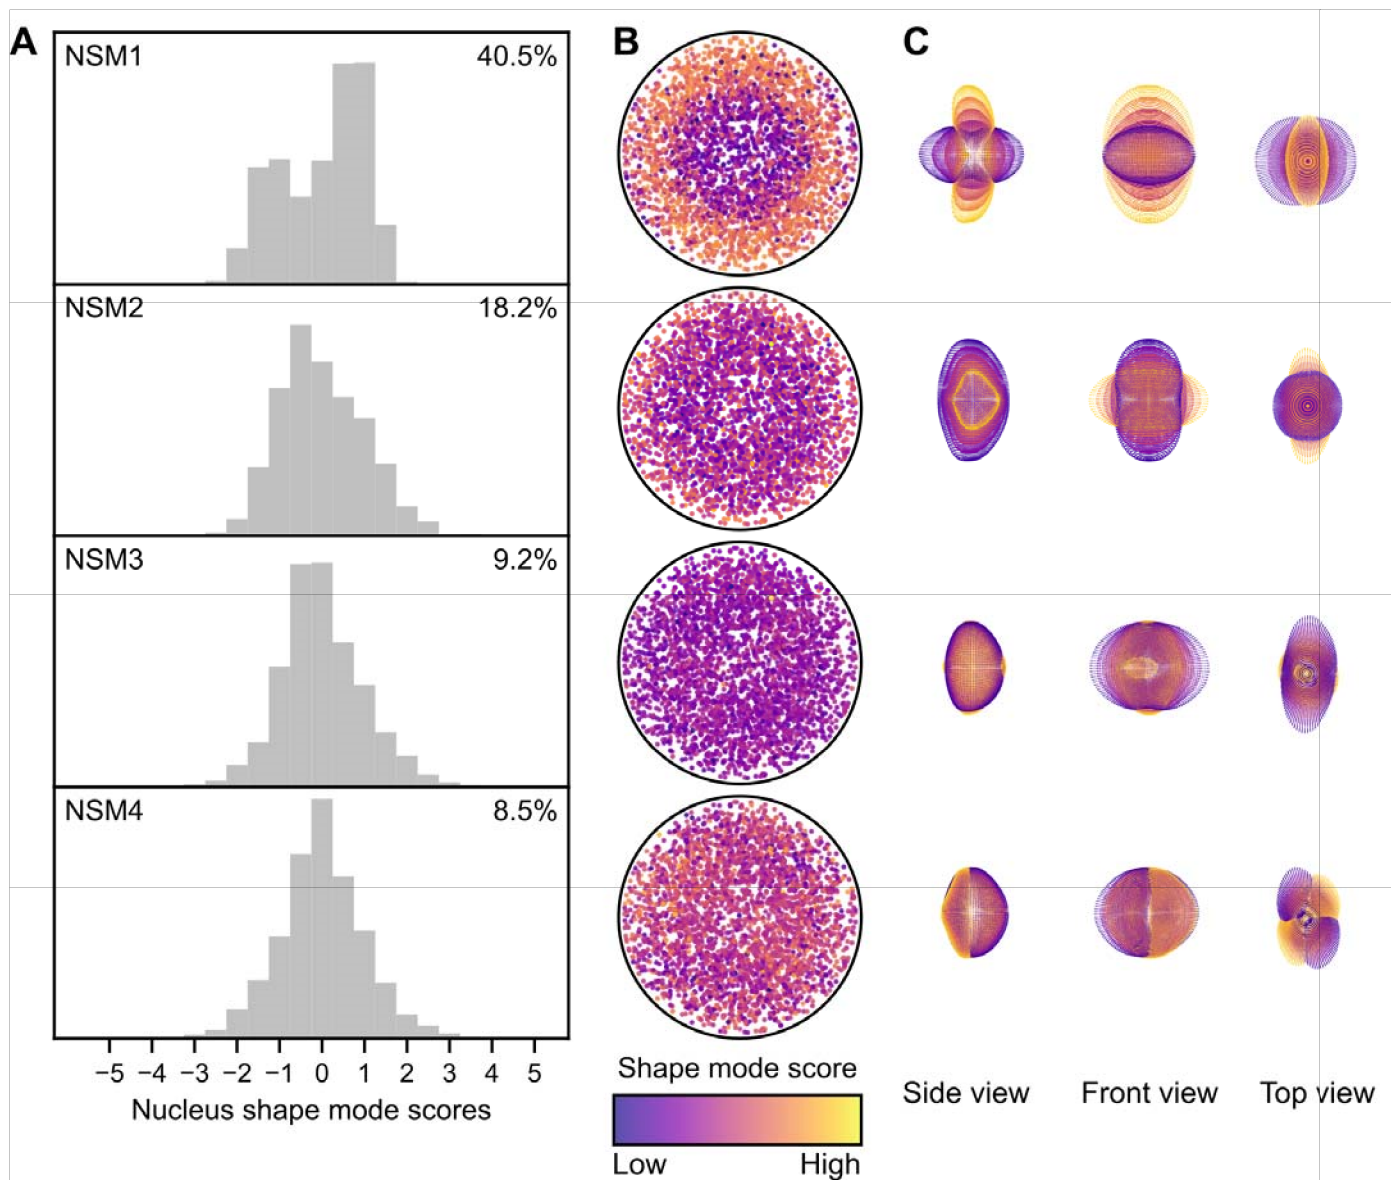 A
B
C
NSM1
40.5%
NSM2
18.2%
NSM3
9.2%
NSM4
8.5%
−5 −4 −3 −2 −1 0 1 2 3 4 5
Nucleus shape mode scores
Shape mode score
Low
High
Side view
Front view
Top view